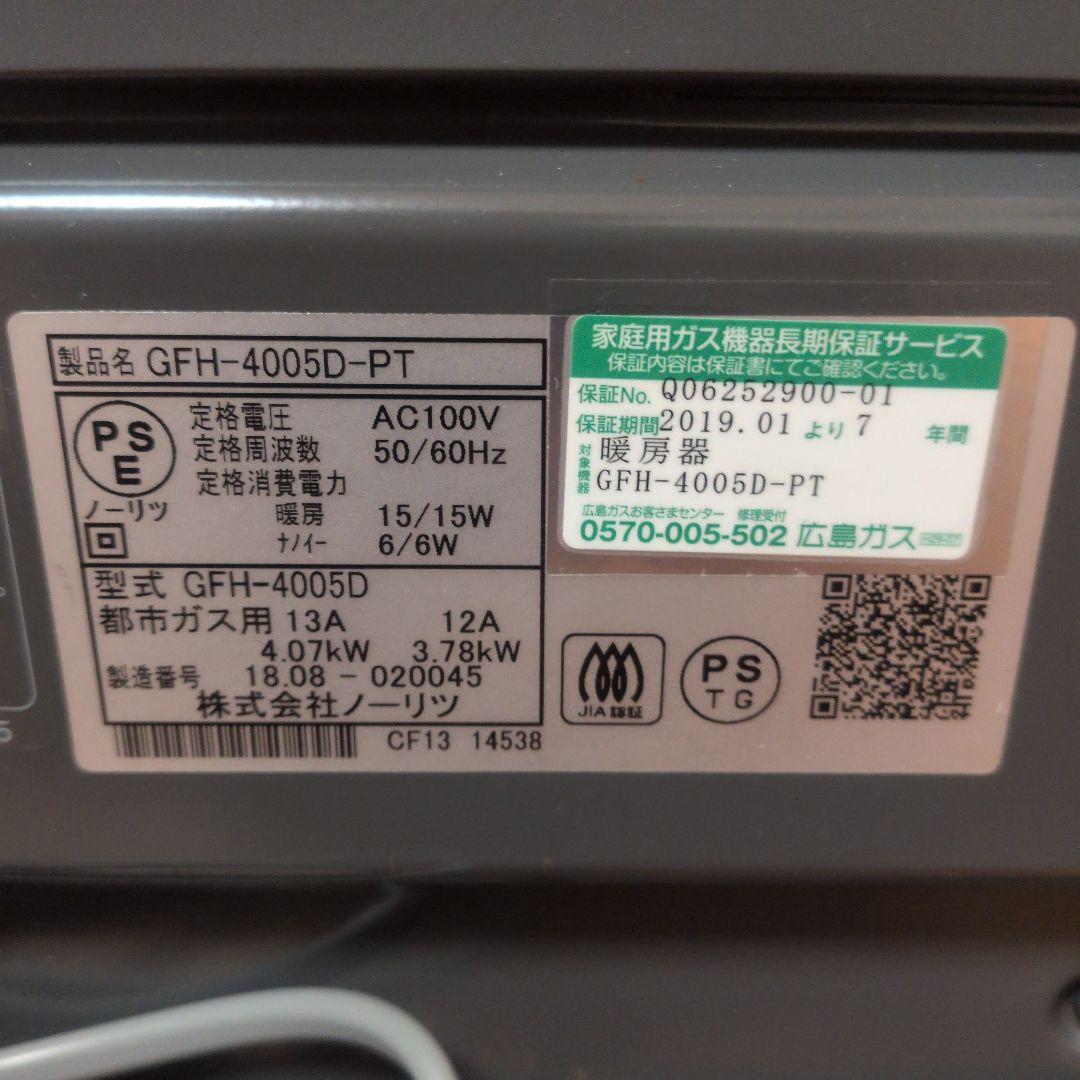 製品名 GFH-4005D-PT
PS
E
ノーリツ
定格電圧 AC100V
定格周波数 50/60Hz
定格消費電力
暖房 15/15W
ナノイー 6/6W
型式 GFH-4005D
都市ガス用 13A 12A
4.07kW 3.78kW
製造番号 18.08 - 020045
株式会社ノーリツ
CF13 14538
JIA 認証
PS
TG
家庭用ガス機器長期保証サービス
保証内容は保証書にてご確認ください。
保証No. Q06252900-01
保証期間 2019.01 より 7 年間
対象機器 暖房器
GFH-4005D-PT
広島ガスお客さまセンター 修理受付
0570-005-502 広島ガス
5